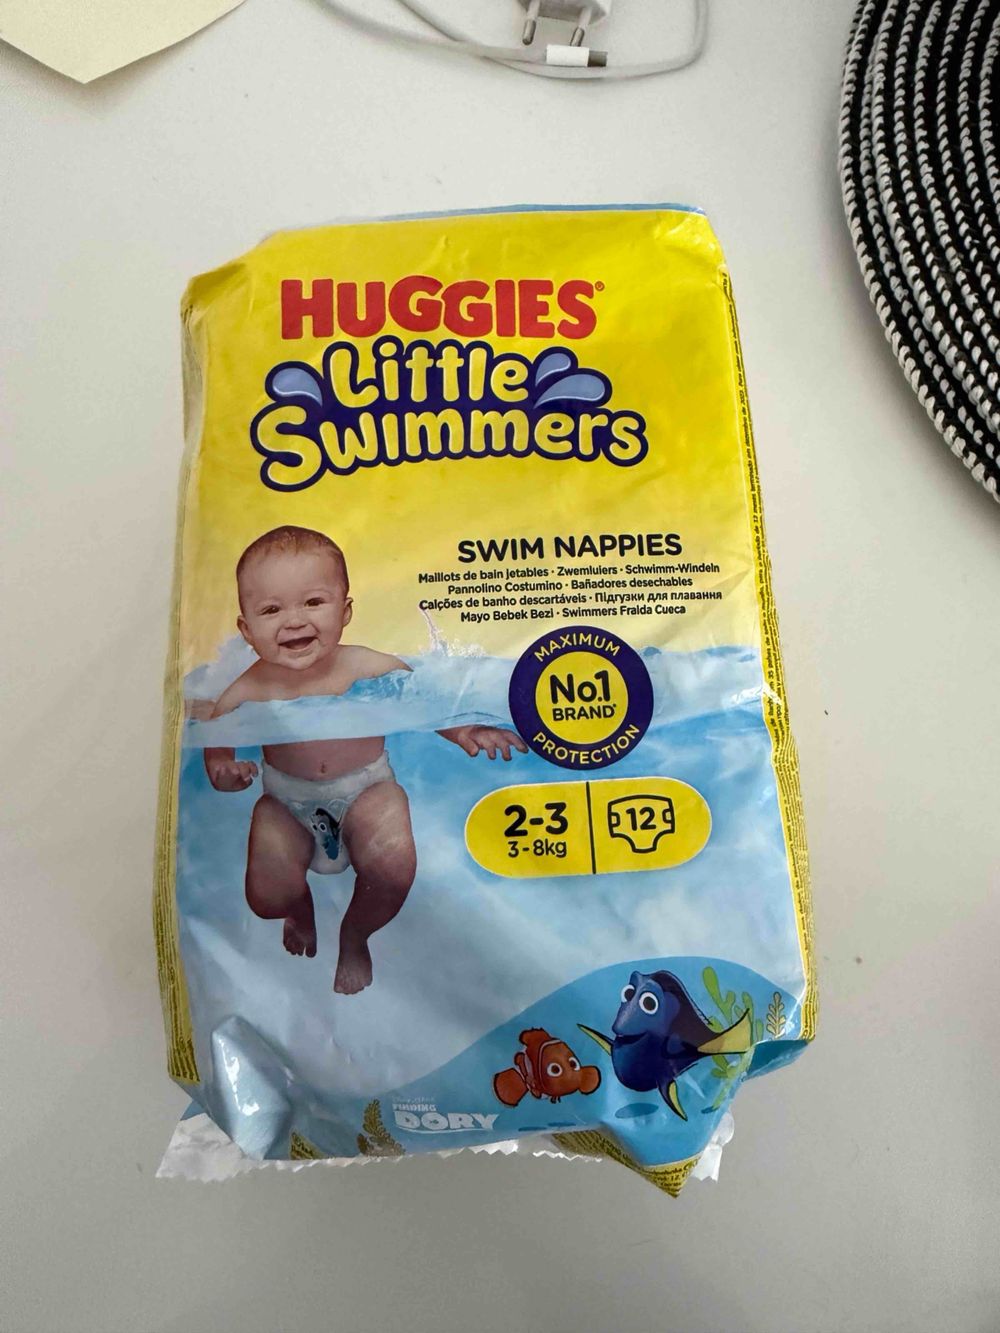 HUGGIES®
Little
Swimmers
SWIM NAPPIES
Maillots de bain jetables · Zwemluiers · Schwimm-Windeln
Pannolino Costumino · Bañadores desechables
Calções de banho descartáveis · Підгузки для плавання
Mayo Bebek Bezi · Swimmers Fralda Cueca
MAXIMUM
No.1
BRAND*
PROTECTION
2-3
3-8kg
12
FINDING
DORY